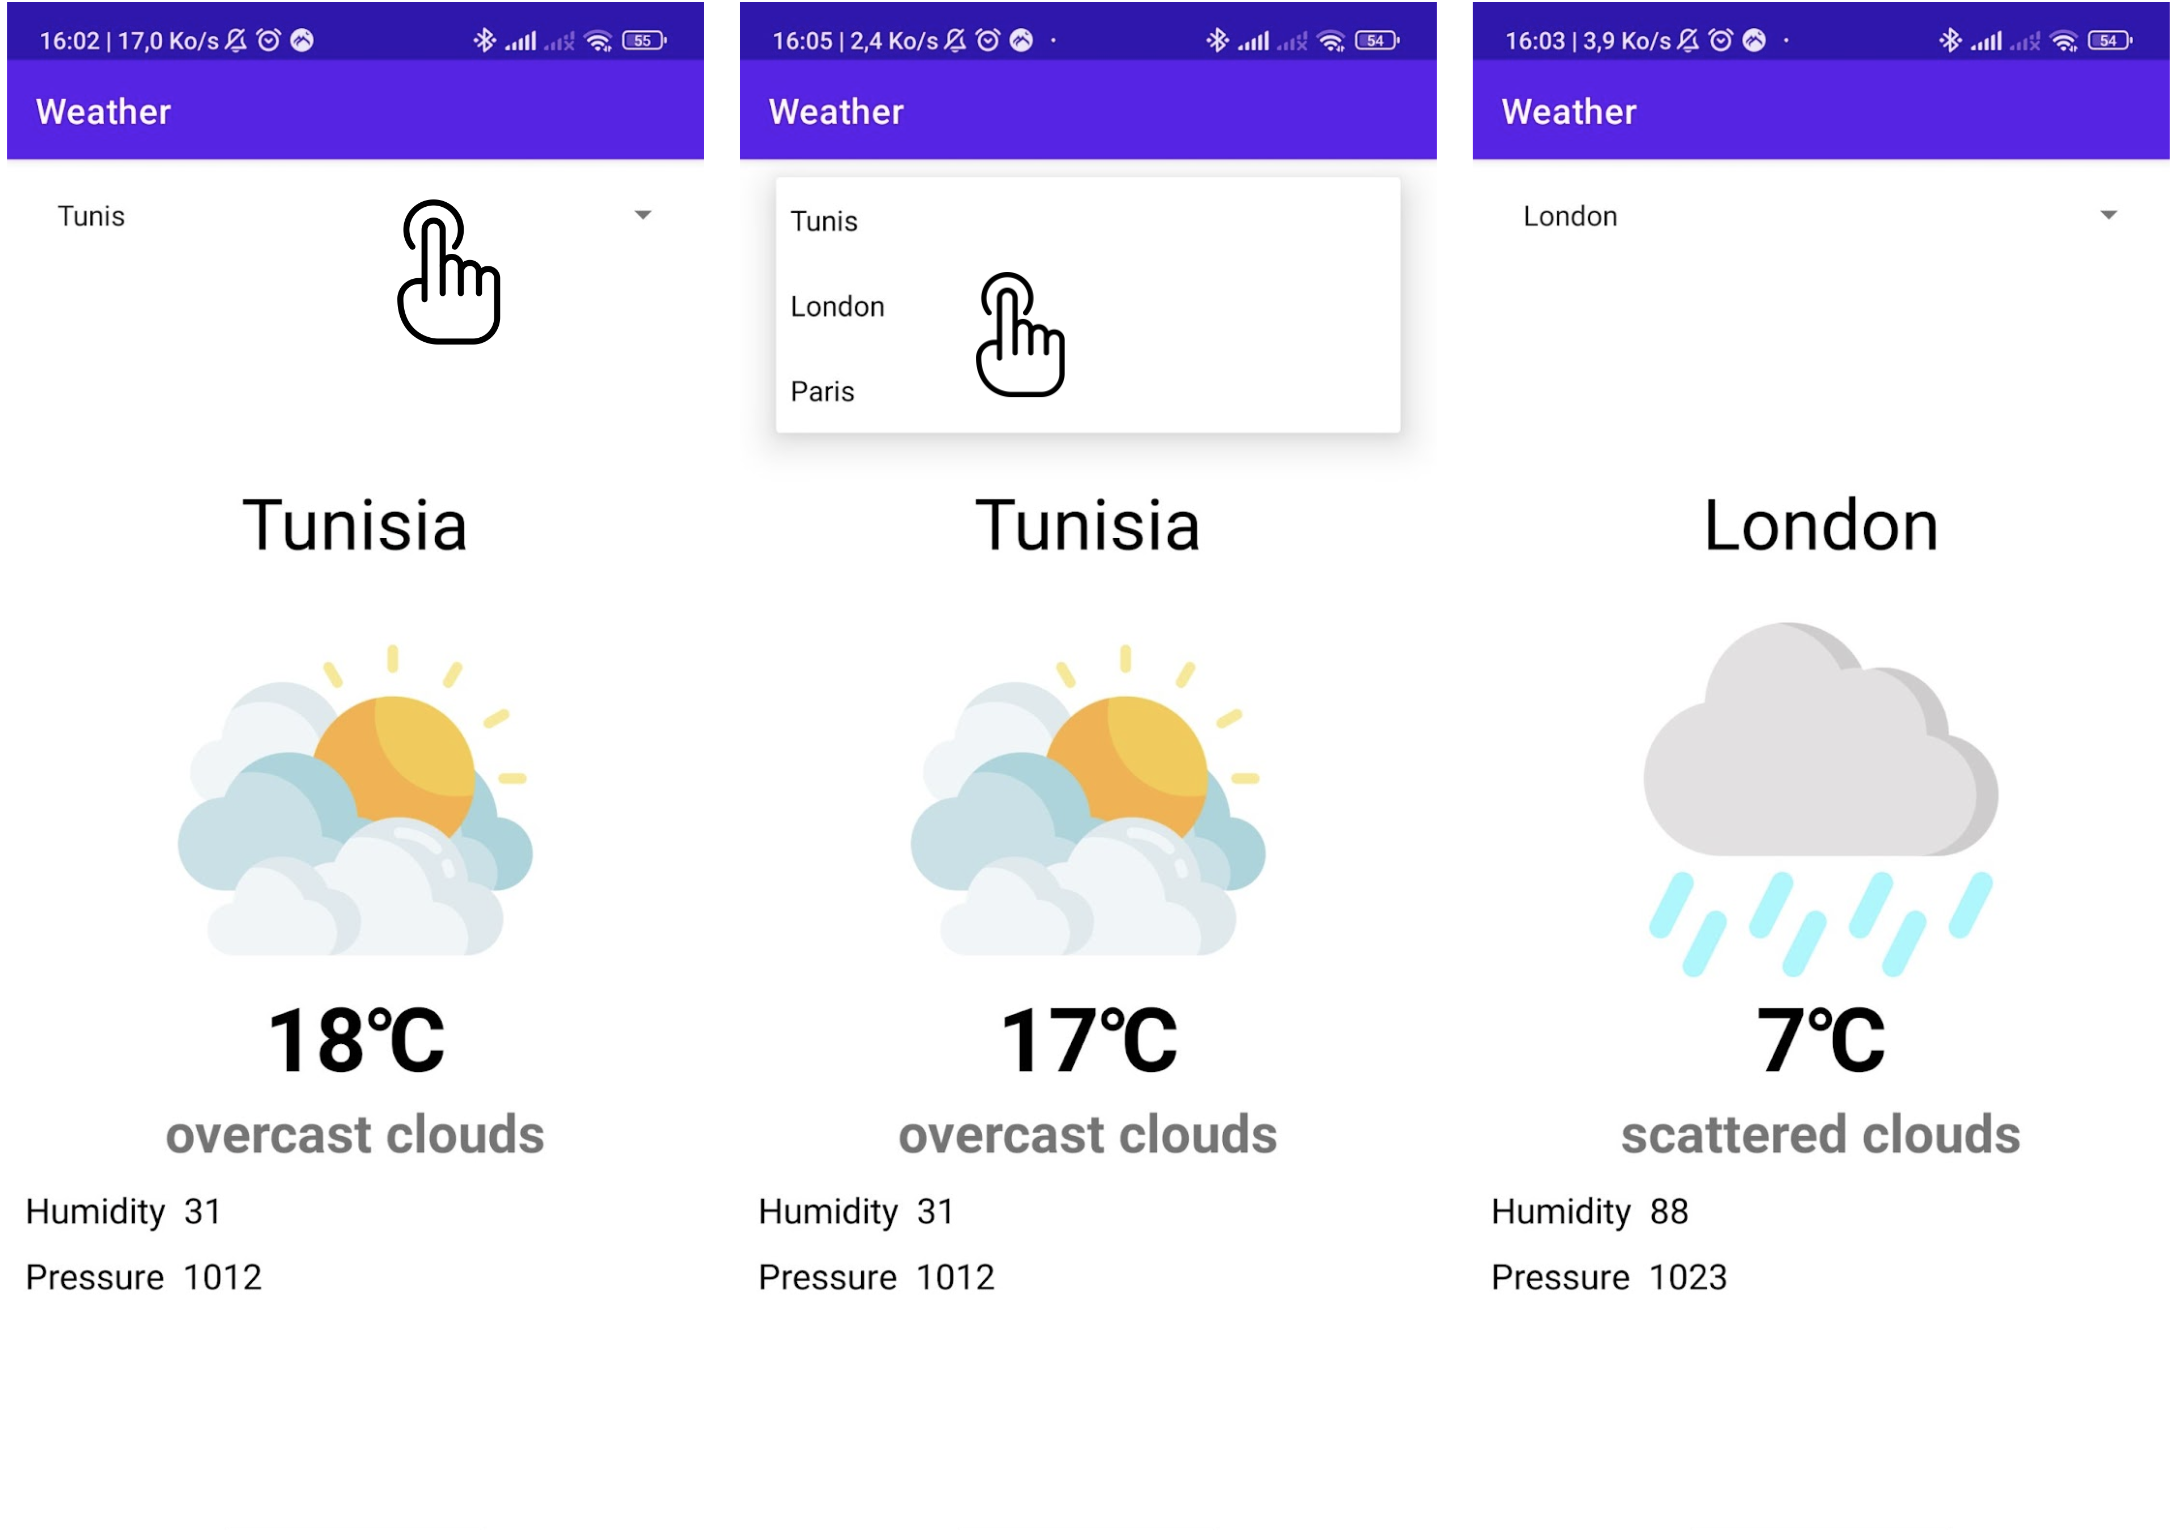 16:02 | 17,0 Ko/s
55
Weather
Tunis
Tunisia
18°C
overcast clouds
Humidity 31
Pressure 1012
16:05 | 2,4 Ko/s
54
Weather
Tunis
London
Paris
Tunisia
17°C
overcast clouds
Humidity 31
Pressure 1012
16:03 | 3,9 Ko/s
54
Weather
London
London
7°C
scattered clouds
Humidity 88
Pressure 1023